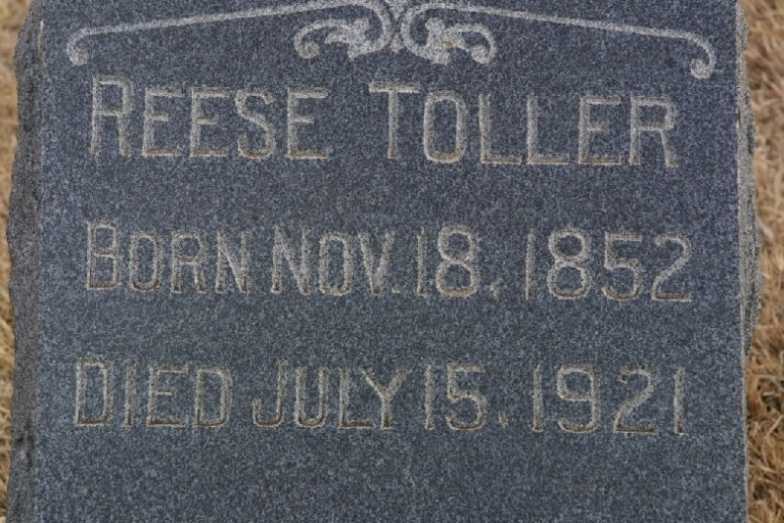 REESE TOLLER
BORN NOV. 18, 1852
DIED JULY 15, 1921